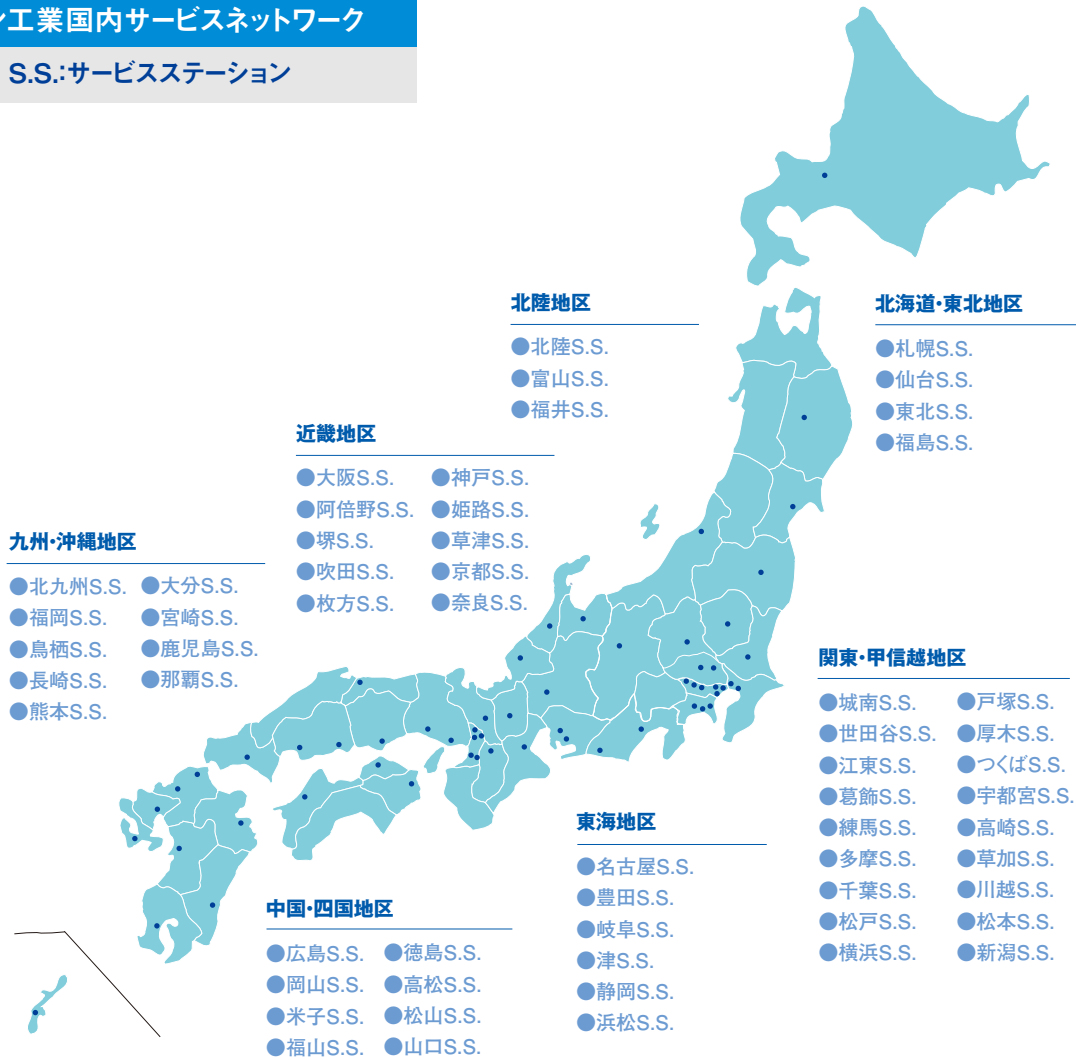 ン工業国内サービスネットワーク
S.S.:サービスステーション
北陸地区
●北陸S.S.
●富山S.S.
●福井S.S.
北海道・東北地区
●札幌S.S.
●仙台S.S.
●東北S.S.
●福島S.S.
近畿地区
●大阪S.S. ●神戸S.S.
●阿倍野S.S. ●姫路S.S.
●堺S.S. ●草津S.S.
●吹田S.S. ●京都S.S.
●枚方S.S. ●奈良S.S.
九州・沖縄地区
●北九州S.S. ●大分S.S.
●福岡S.S. ●宮崎S.S.
●鳥栖S.S. ●鹿児島S.S.
●長崎S.S. ●那覇S.S.
●熊本S.S.
関東・甲信越地区
●城南S.S. ●戸塚S.S.
●世田谷S.S. ●厚木S.S.
●江東S.S. ●つくばS.S.
●葛飾S.S. ●宇都宮S.S.
●練馬S.S. ●高崎S.S.
●多摩S.S. ●草加S.S.
●千葉S.S. ●川越S.S.
●松戸S.S. ●松本S.S.
●横浜S.S. ●新潟S.S.
東海地区
●名古屋S.S.
●豊田S.S.
●岐阜S.S.
●津S.S.
●静岡S.S.
●浜松S.S.
中国・四国地区
●広島S.S. ●徳島S.S.
●岡山S.S. ●高松S.S.
●米子S.S. ●松山S.S.
●福山S.S. ●山口S.S.